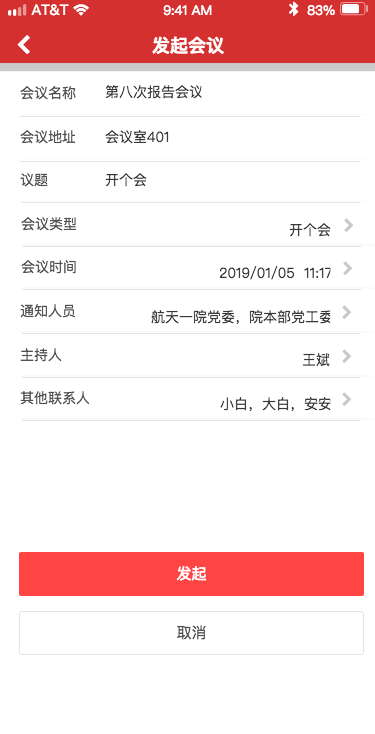 AT&T 9:41 AM 83%
发起会议
会议名称 第八次报告会议
会议地址 会议室401
议题 开个会
会议类型 开个会
会议时间 2019/01/05 11:17
通知人员 航天一院党委，院本部党工委
主持人 王斌
其他联系人 小白，大白，安安
发起
取消